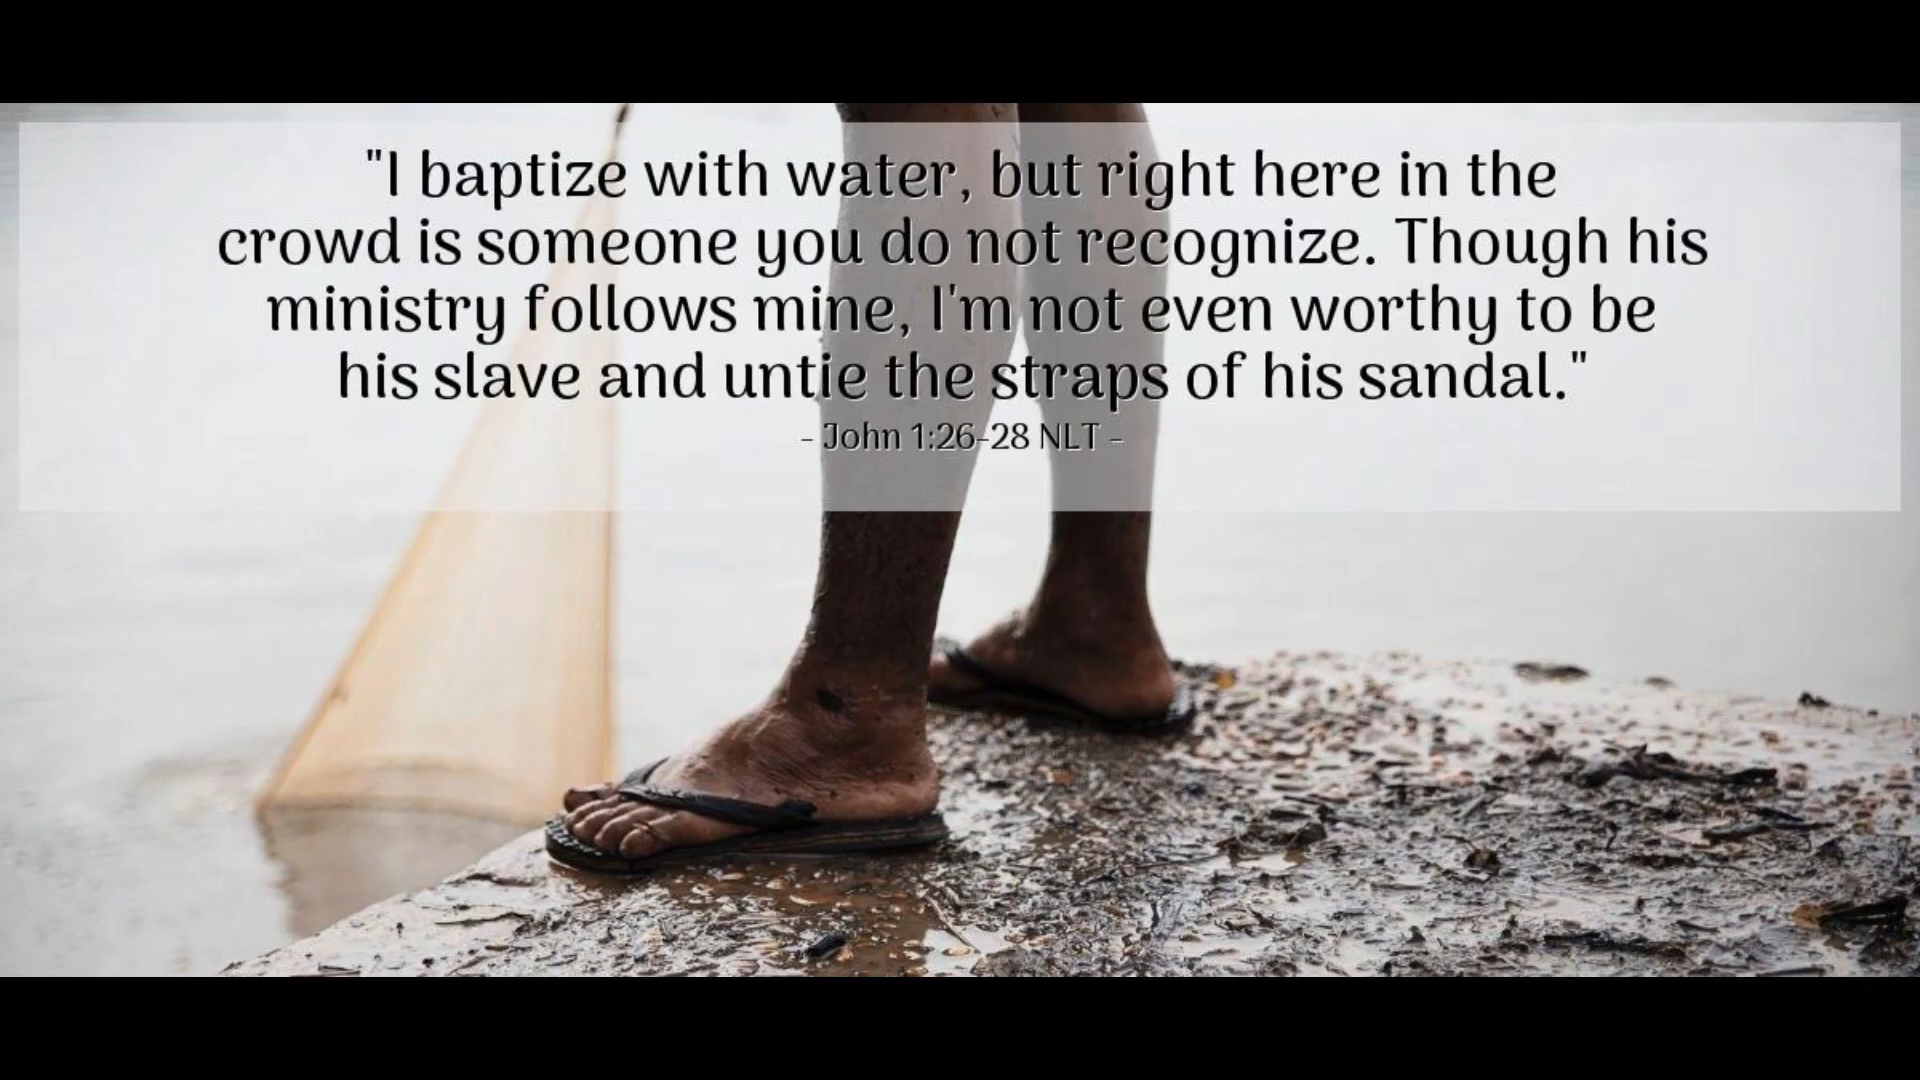 "I baptize with water, but right here in the
crowd is someone you do not recognize. Though his
ministry follows mine, I'm not even worthy to be
his slave and untie the straps of his sandal."
- John 1:26-28 NLT -